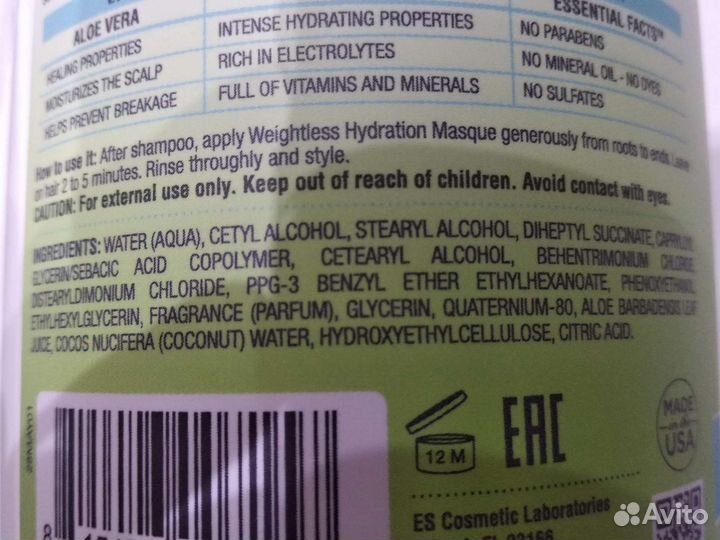 ALOE VERA INTENSE HYDRATING PROPERTIES ESSENTIAL FACTS™
HEALING PROPERTIES RICH IN ELECTROLYTES NO PARABENS
MOISTURIZES THE SCALP FULL OF VITAMINS AND MINERALS NO MINERAL OIL - NO DYES
HELPS PREVENT BREAKAGE NO SULFATES
How to use it: After shampoo, apply Weightless Hydration Masque generously from roots to ends. Leave
on hair 2 to 5 minutes. Rinse throughly and style.
CAUTION: For external use only. Keep out of reach of children. Avoid contact with eyes.
INGREDIENTS: WATER (AQUA), CETYL ALCOHOL, STEARYL ALCOHOL, DIHEPTYL SUCCINATE, CAPRYLOYL
GLYCERIN/SEBACIC ACID COPOLYMER, CETEARYL ALCOHOL, BEHENTRIMONIUM CHLORIDE,
DISTEARYLDIMONIUM CHLORIDE, PPG-3 BENZYL ETHER ETHYLHEXANOATE, PHENOXYETHANOL,
ETHYLHEXYLGLYCERIN, FRAGRANCE (PARFUM), GLYCERIN, QUATERNIUM-80, ALOE BARBADENSIS LEAF
JUICE, COCOS NUCIFERA (COCONUT) WATER, HYDROXYETHYLCELLULOSE, CITRIC ACID.
12 M
EAC
MADE
in the
USA
ES Cosmetic Laboratories
FL 33166
Avito